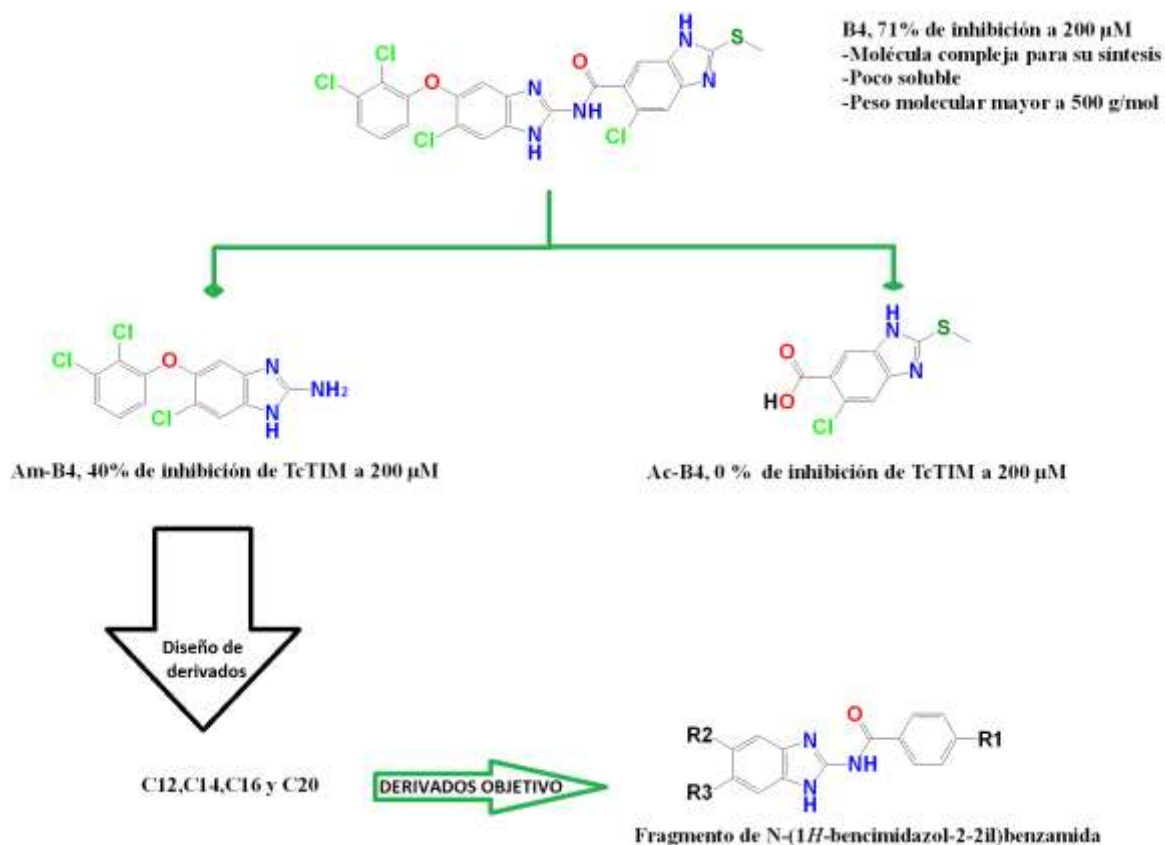 B4, 71% de inhibición a 200 µM
-Molécula compleja para su síntesis
-Poco soluble
-Peso molecular mayor a 500 g/mol
Cl
Cl
O
Cl
N
N
H
NH
O
Cl
H
N
N
S
Cl
Cl
O
Cl
N
N
H
NH₂
O
HO
Cl
H
N
N
S
Am-B4, 40% de inhibición de TcTIM a 200 µM
Ac-B4, 0 % de inhibición de TcTIM a 200 µM
Diseño de
derivados
C12,C14,C16 y C20
DERIVADOS OBJETIVO
R2
R3
N
N
H
NH
O
R1
Fragmento de N-(1H-bencimidazol-2-2il)benzamida